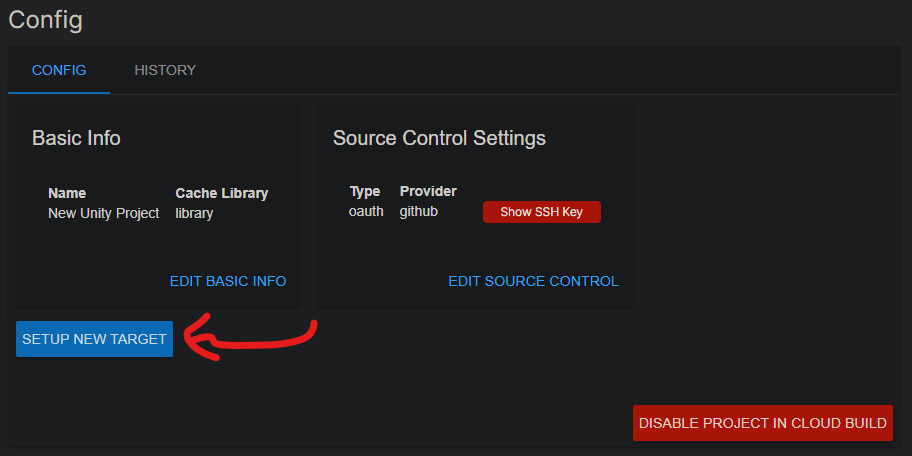 Config
CONFIG HISTORY
Basic Info
Name Cache Library
New Unity Project library
EDIT BASIC INFO
Source Control Settings
Type Provider
oauth github Show SSH Key
EDIT SOURCE CONTROL
SETUP NEW TARGET
DISABLE PROJECT IN CLOUD BUILD